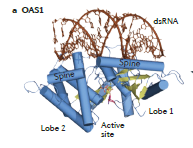 a OAS1
dsRNA
Spine
Spine
Lobe 1
Lobe 2
Active
site